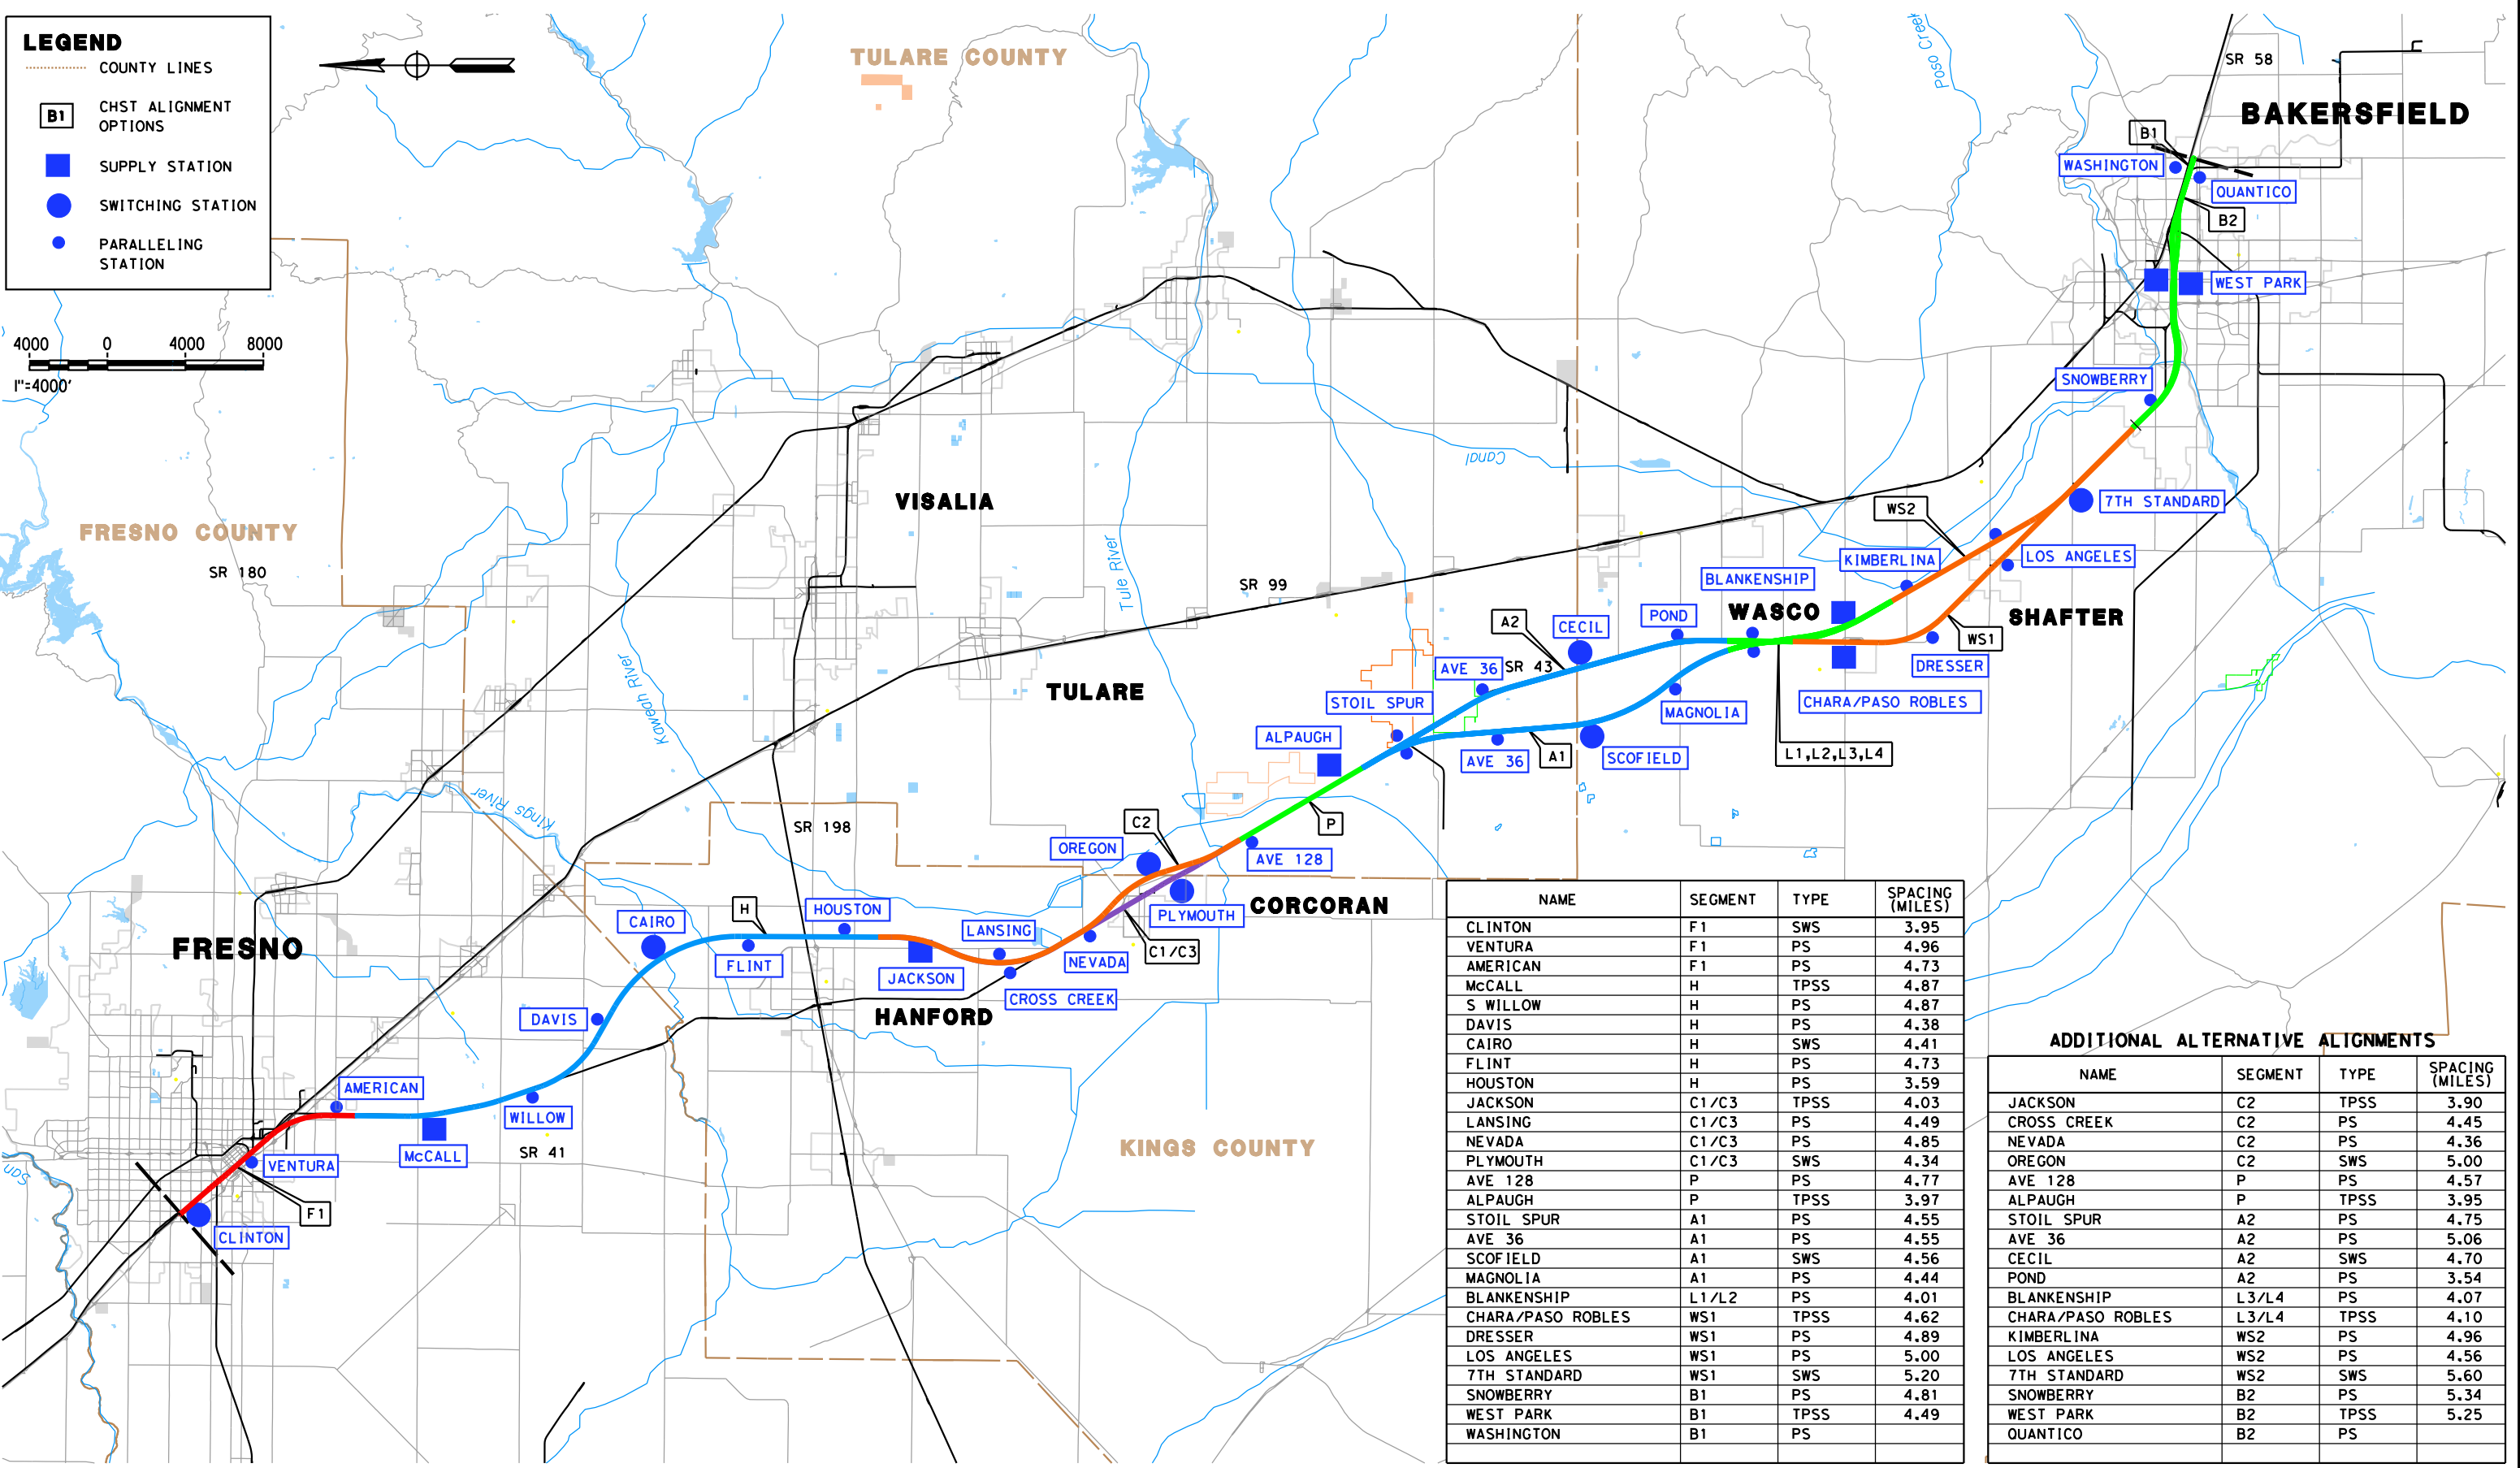 LEGEND
COUNTY LINES
B1
CHST ALIGNMENT
OPTIONS
SUPPLY STATION
SWITCHING STATION
PARALLELING
STATION
4000 0 4000 8000
1"=4000'
TULARE COUNTY
Poso Creek
SR 58
BAKERSFIELD
B1
WASHINGTON
QUANTICO
B2
WEST PARK
SNOWBERRY
Canal
VISALIA
7TH STANDARD
WS2
FRESNO COUNTY
SR 180
Tule River
SR 99
LOS ANGELES
KIMBERLINA
BLANKENSHIP
WASCO
SHAFTER
POND
CECIL
A2
WS1
DRESSER
AVE 36
SR 43
Kaweah River
TULARE
STOIL SPUR
MAGNOLIA
CHARA/PASO ROBLES
ALPAUGH
AVE 36
A1
SCOFIELD
L1,L2,L3,L4
Kings River
SR 198
C2
P
OREGON
AVE 128
CORCORAN
PLYMOUTH
C1/C3
H
HOUSTON
CAIRO
LANSING
NEVADA
FRESNO
FLINT
JACKSON
CROSS CREEK
HANFORD
DAVIS
AMERICAN
WILLOW
McCALL
SR 41
KINGS COUNTY
San
VENTURA
F1
CLINTON
NAME SEGMENT TYPE SPACING
(MILES)
CLINTON F1 SWS 3.95
VENTURA F1 PS 4.96
AMERICAN F1 PS 4.73
McCALL H TPSS 4.87
S WILLOW H PS 4.87
DAVIS H PS 4.38
CAIRO H SWS 4.41
FLINT H PS 4.73
HOUSTON H PS 3.59
JACKSON C1/C3 TPSS 4.03
LANSING C1/C3 PS 4.49
NEVADA C1/C3 PS 4.85
PLYMOUTH C1/C3 SWS 4.34
AVE 128 P PS 4.77
ALPAUGH P TPSS 3.97
STOIL SPUR A1 PS 4.55
AVE 36 A1 PS 4.55
SCOFIELD A1 SWS 4.56
MAGNOLIA A1 PS 4.44
BLANKENSHIP L1/L2 PS 4.01
CHARA/PASO ROBLES WS1 TPSS 4.62
DRESSER WS1 PS 4.89
LOS ANGELES WS1 PS 5.00
7TH STANDARD WS1 SWS 5.20
SNOWBERRY B1 PS 4.81
WEST PARK B1 TPSS 4.49
WASHINGTON B1 PS
ADDITIONAL ALTERNATIVE ALIGNMENTS
NAME SEGMENT TYPE SPACING
(MILES)
JACKSON C2 TPSS 3.90
CROSS CREEK C2 PS 4.45
NEVADA C2 PS 4.36
OREGON C2 SWS 5.00
AVE 128 P PS 4.57
ALPAUGH P TPSS 3.95
STOIL SPUR A2 PS 4.75
AVE 36 A2 PS 5.06
CECIL A2 SWS 4.70
POND A2 PS 3.54
BLANKENSHIP L3/L4 PS 4.07
CHARA/PASO ROBLES L3/L4 TPSS 4.10
KIMBERLINA WS2 PS 4.96
LOS ANGELES WS2 PS 4.56
7TH STANDARD WS2 SWS 5.60
SNOWBERRY B2 PS 5.34
WEST PARK B2 TPSS 5.25
QUANTICO B2 PS